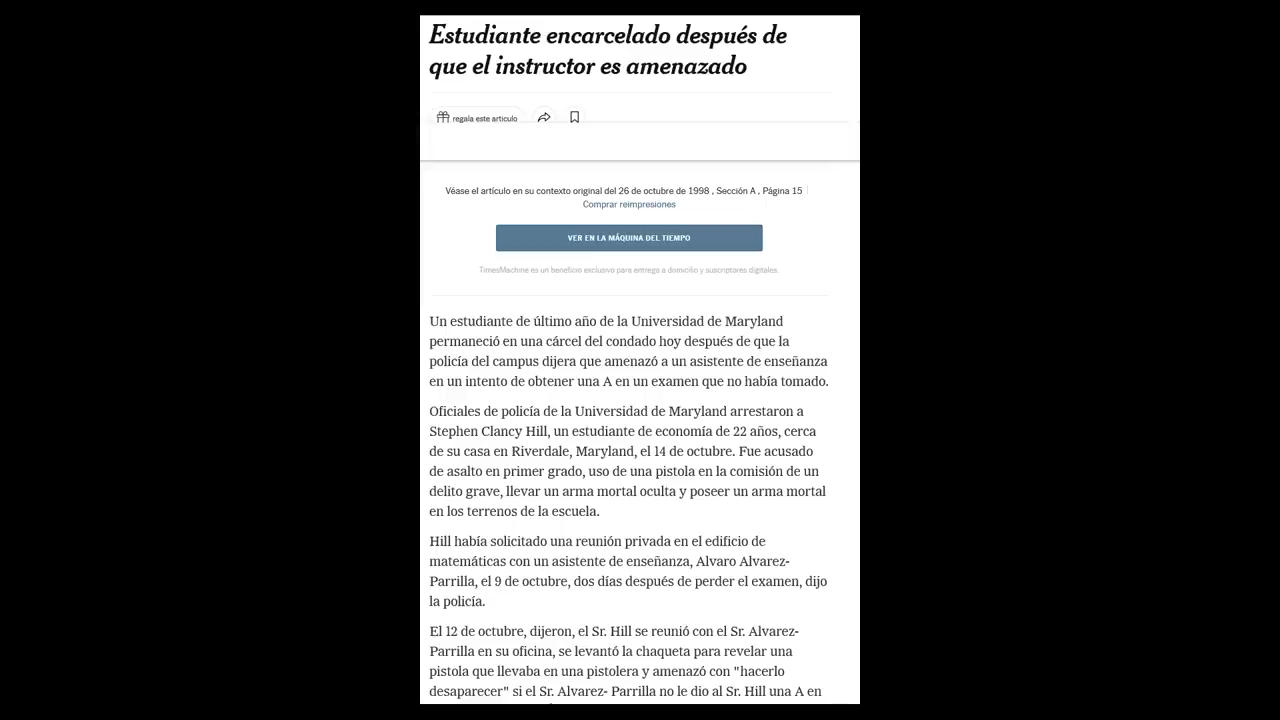 Estudiante encarcelado después de
que el instructor es amenazado
regala este articulo
Véase el artículo en su contexto original del 26 de octubre de 1998 , Sección A , Página 15
Comprar reimpresiones
VER EN LA MÁQUINA DEL TIEMPO
TimesMachine es un beneficio exclusivo para entrega a domicilio y suscriptores digitales.
Un estudiante de último año de la Universidad de Maryland
permaneció en una cárcel del condado hoy después de que la
policía del campus dijera que amenazó a un asistente de enseñanza
en un intento de obtener una A en un examen que no había tomado.
Oficiales de policía de la Universidad de Maryland arrestaron a
Stephen Clancy Hill, un estudiante de economía de 22 años, cerca
de su casa en Riverdale, Maryland, el 14 de octubre. Fue acusado
de asalto en primer grado, uso de una pistola en la comisión de un
delito grave, llevar un arma mortal oculta y poseer un arma mortal
en los terrenos de la escuela.
Hill había solicitado una reunión privada en el edificio de
matemáticas con un asistente de enseñanza, Alvaro Alvarez-
Parrilla, el 9 de octubre, dos días después de perder el examen, dijo
la policía.
El 12 de octubre, dijeron, el Sr. Hill se reunió con el Sr. Alvarez-
Parrilla en su oficina, se levantó la chaqueta para revelar una
pistola que llevaba en una pistolera y amenazó con "hacerlo
desaparecer" si el Sr. Alvarez- Parrilla no le dio al Sr. Hill una A en